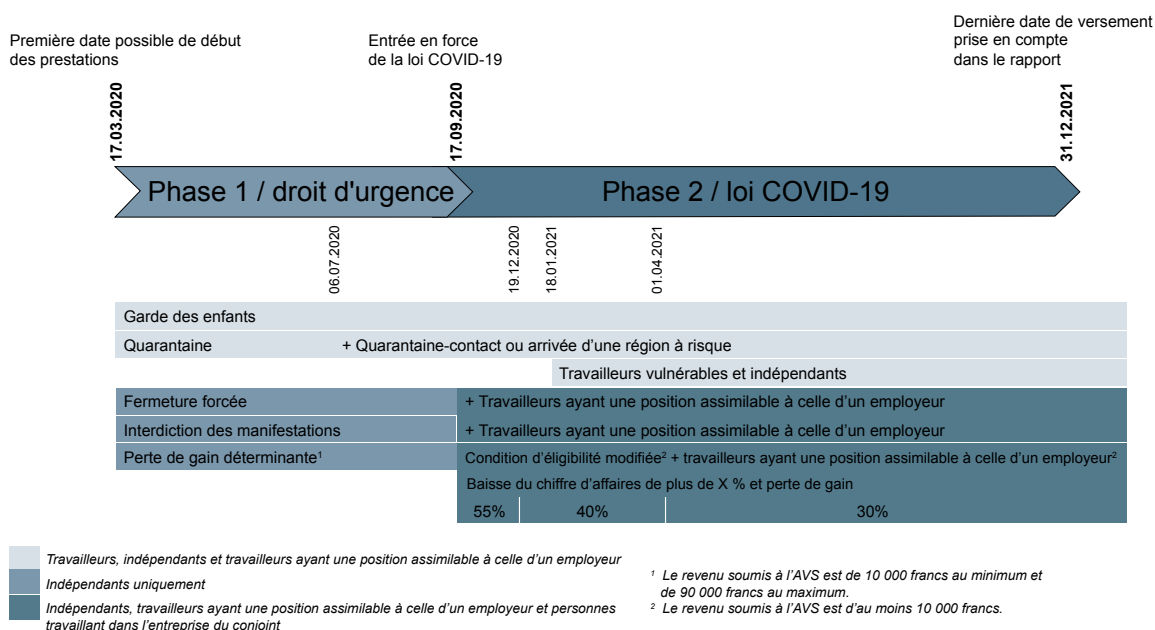 Première date possible de début
des prestations
Entrée en force
de la loi COVID-19
Dernière date de versement
prise en compte
dans le rapport
17.03.2020
17.09.2020
31.12.2021
Phase 1 / droit d'urgence
Phase 2 / loi COVID-19
06.07.2020
19.12.2020
18.01.2021
01.04.2021
Garde des enfants
Quarantaine + Quarantaine-contact ou arrivée d’une région à risque
Travailleurs vulnérables et indépendants
Fermeture forcée + Travailleurs ayant une position assimilable à celle d’un employeur
Interdiction des manifestations + Travailleurs ayant une position assimilable à celle d’un employeur
Perte de gain déterminante¹ Condition d’éligibilité modifiée² + travailleurs ayant une position assimilable à celle d’un employeur²
Baisse du chiffre d’affaires de plus de X % et perte de gain
55% 40% 30%
Travailleurs, indépendants et travailleurs ayant une position assimilable à celle d’un employeur
Indépendants uniquement
Indépendants, travailleurs ayant une position assimilable à celle d’un employeur et personnes
travaillant dans l’entreprise du conjoint
¹ Le revenu soumis à l’AVS est de 10 000 francs au minimum et
de 90 000 francs au maximum.
² Le revenu soumis à l’AVS est d’au moins 10 000 francs.